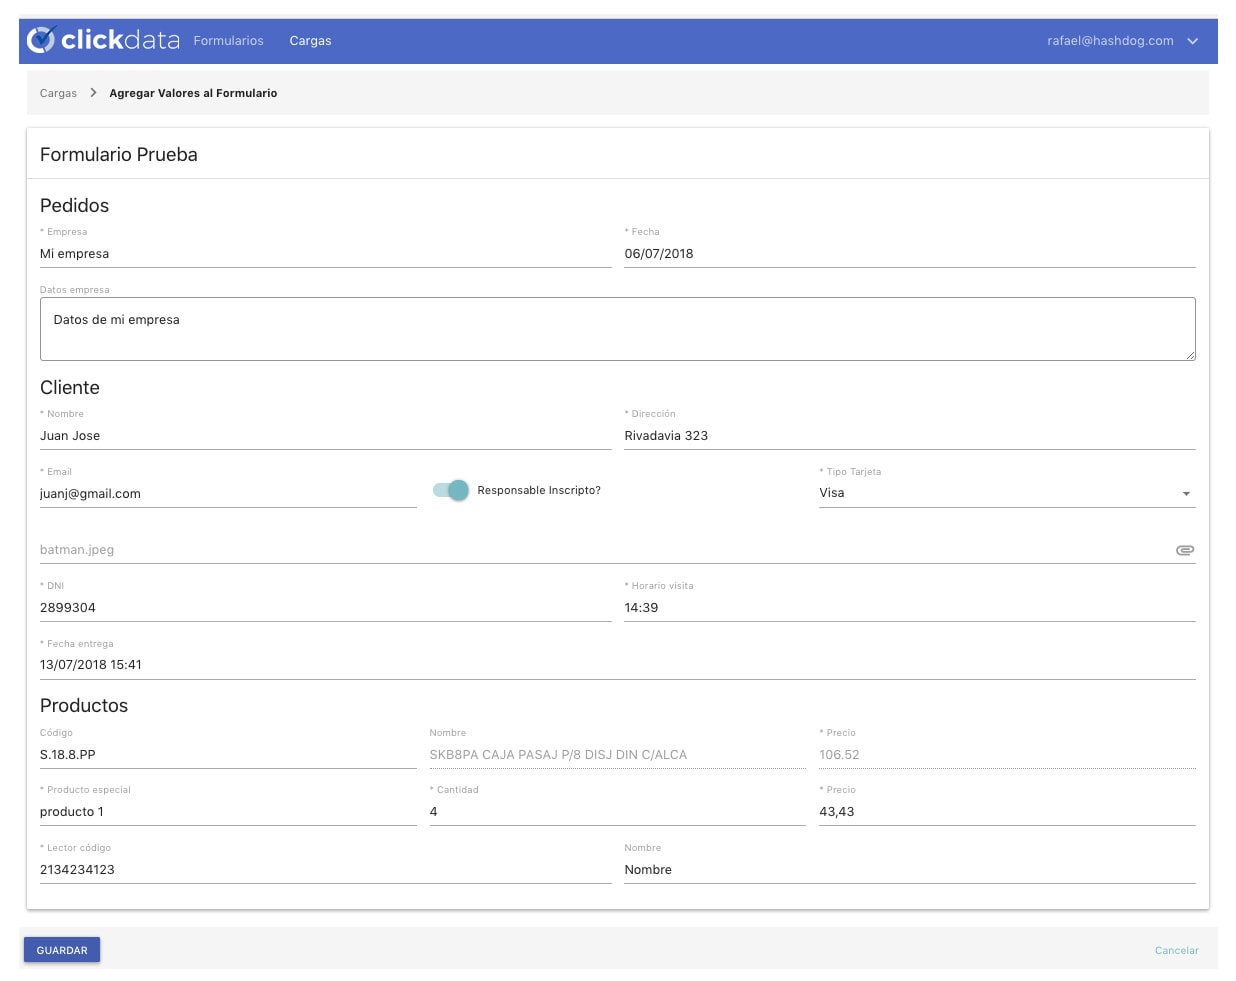 clickdata Formularios Cargas rafael@hashdog.com
Cargas > Agregar Valores al Formulario
Formulario Prueba
Pedidos
* Empresa * Fecha
Mi empresa 06/07/2018
Datos empresa
Datos de mi empresa
Cliente
* Nombre * Dirección
Juan Jose Rivadavia 323
* Email * Tipo Tarjeta
juanj@gmail.com Responsable Inscripto? Visa
batman.jpeg
* DNI * Horario visita
2899304 14:39
* Fecha entrega
13/07/2018 15:41
Productos
Código Nombre * Precio
S.18.8.PP SKB8PA CAJA PASAJ P/8 DISJ DIN C/ALCA 106.52
* Producto especial * Cantidad * Precio
producto 1 4 43,43
* Lector código Nombre
2134234123 Nombre
GUARDAR Cancelar